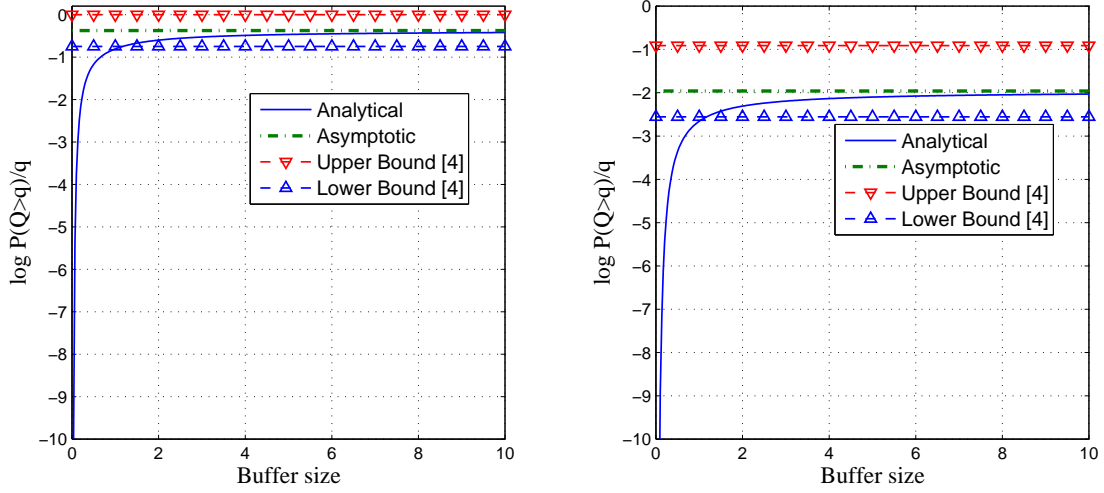 0
−1
−2
−3
−4
−5
−6
−7
−8
−9
−10
0 2 4 6 8 10
Buffer size
log P(Q>q)/q
Analytical
Asymptotic
Upper Bound [4]
Lower Bound [4]
0
−1
−2
−3
−4
−5
−6
−7
−8
−9
−10
0 2 4 6 8 10
Buffer size
log P(Q>q)/q
Analytical
Asymptotic
Upper Bound [4]
Lower Bound [4]